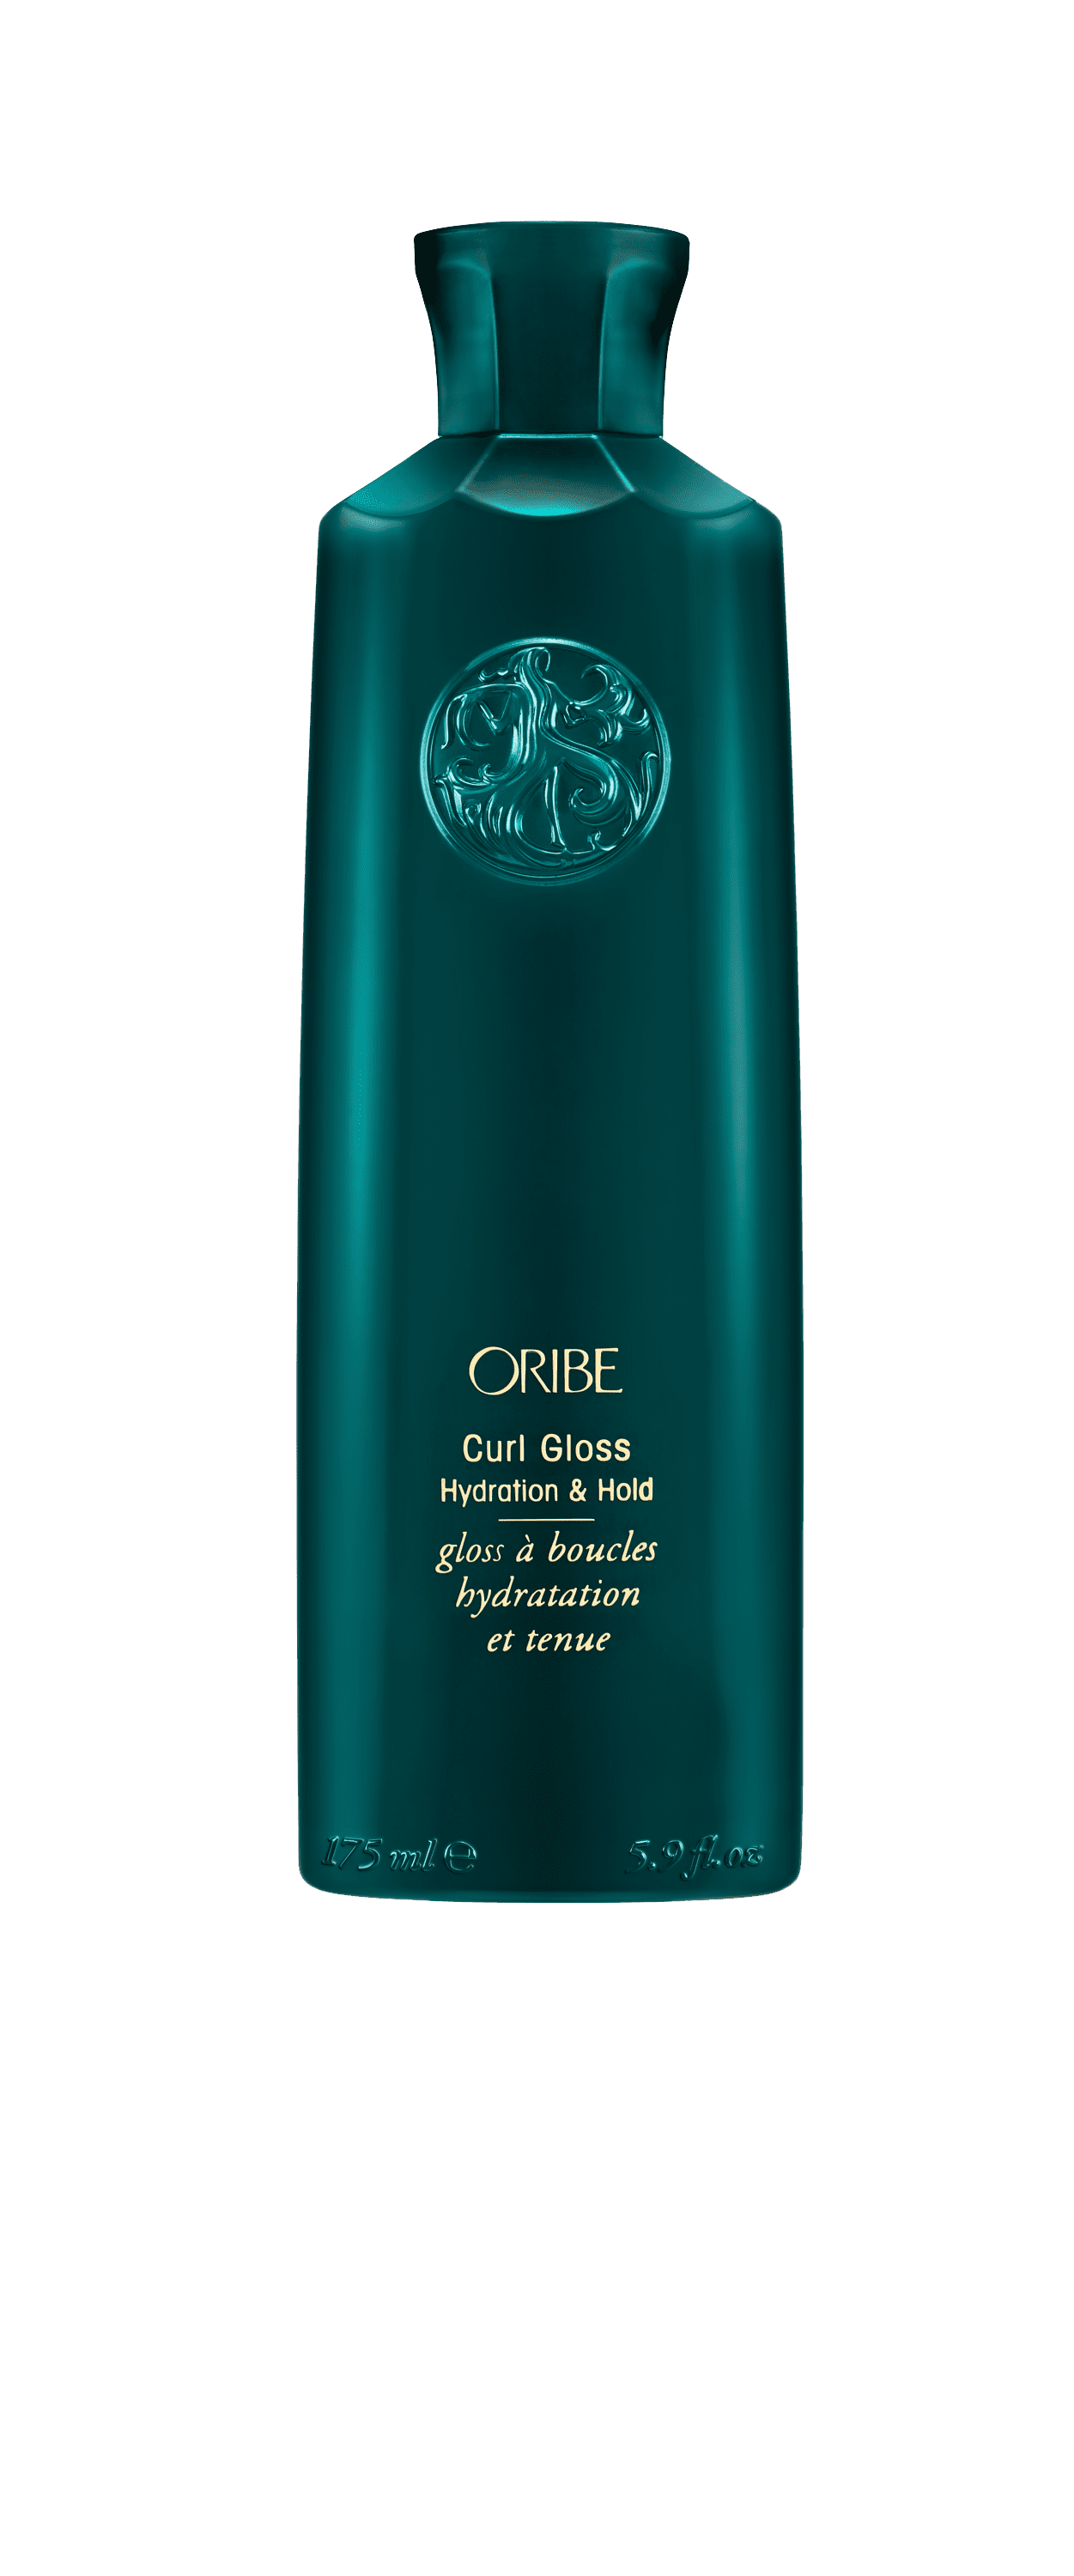 ORIBE
Curl Gloss
Hydration & Hold
gloss à boucles
hydratation
et tenue
175 ml ℮
5.9 fl. oz